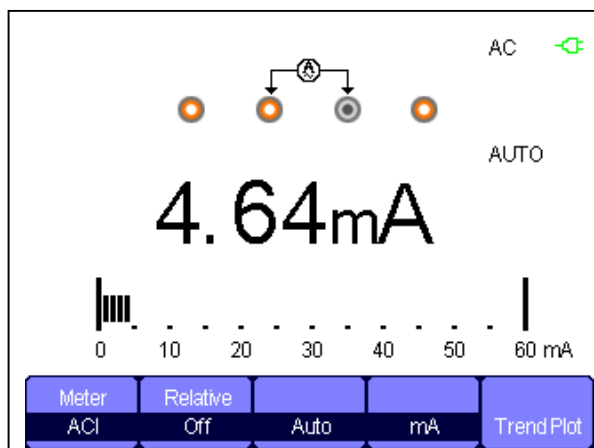 AC
A
AUTO
4.64mA
0 10 20 30 40 50 60 mA
Meter Relative
ACI Off Auto mA Trend Plot